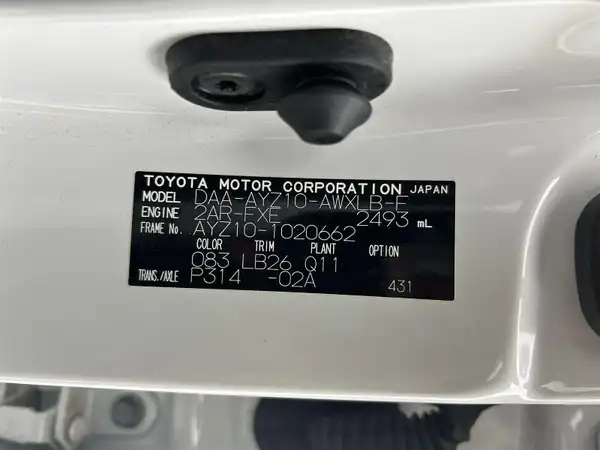 TOYOTA MOTOR CORPORATION JAPAN
MODEL DAA-AYZ10-AWXLB-E
ENGINE 2AR-FXE 2493 mL
FRAME No. AYZ10-1020662
COLOR TRIM PLANT OPTION
083 LB26 Q11
TRANS./AXLE P314 -02A 431